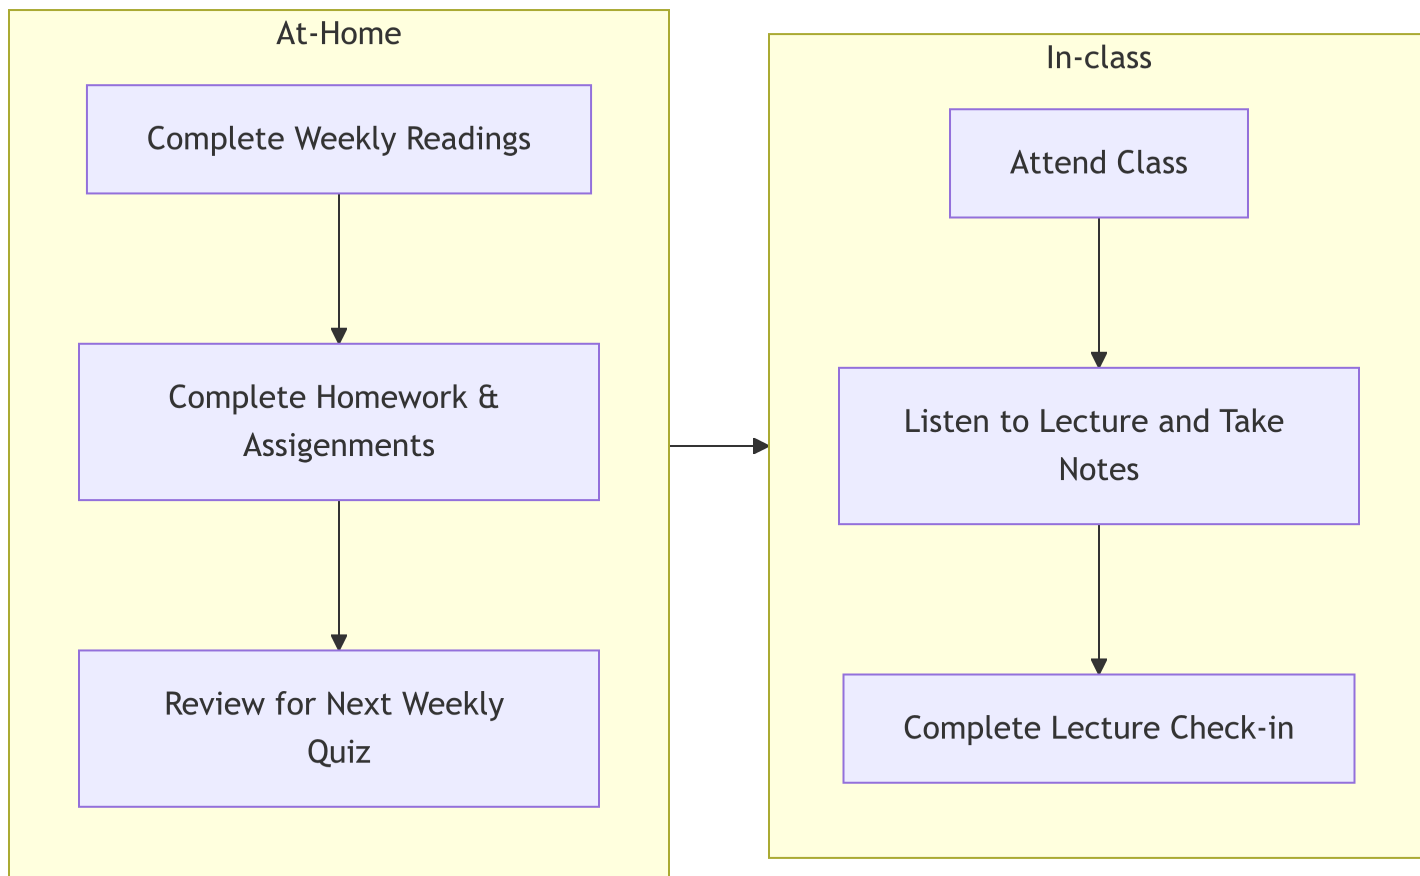 At-Home
Complete Weekly Readings
Complete Homework &
Assigenments
Review for Next Weekly
Quiz
In-class
Attend Class
Listen to Lecture and Take
Notes
Complete Lecture Check-in